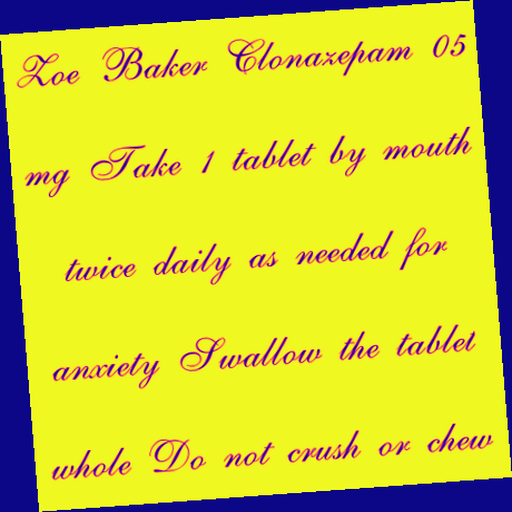 Zoe Baker Clonazepam 05
mg Take 1 tablet by mouth
twice daily as needed for
anxiety Swallow the tablet
whole Do not crush or chew